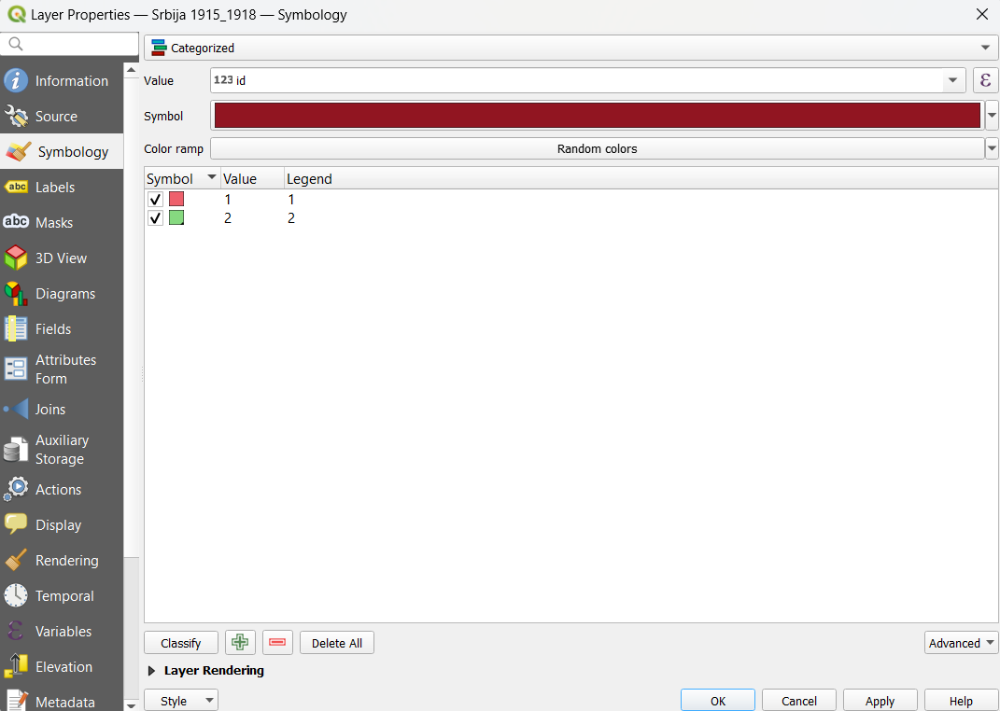 Layer Properties — Srbija 1915_1918 — Symbology
Information
Source
Symbology
abc Labels
abc Masks
3D View
Diagrams
Fields
Attributes
Form
Joins
Auxiliary
Storage
Actions
Display
Rendering
Temporal
ε Variables
Elevation
Metadata
Categorized
Value 123 id ε
Symbol
Color ramp Random colors
Symbol Value Legend
1 1
2 2
Classify Delete All Advanced
Layer Rendering
Style OK Cancel Apply Help